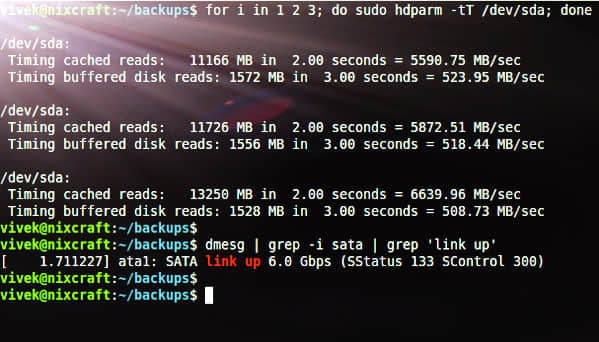 vivek@nixcraft:~/backups$ for i in 1 2 3; do sudo hdparm -tT /dev/sda; done
/dev/sda:
Timing cached reads:   11166 MB in  2.00 seconds = 5590.75 MB/sec
Timing buffered disk reads: 1572 MB in  3.00 seconds = 523.95 MB/sec
/dev/sda:
Timing cached reads:   11726 MB in  2.00 seconds = 5872.51 MB/sec
Timing buffered disk reads: 1556 MB in  3.00 seconds = 518.44 MB/sec
/dev/sda:
Timing cached reads:   13250 MB in  2.00 seconds = 6639.96 MB/sec
Timing buffered disk reads: 1528 MB in  3.00 seconds = 508.73 MB/sec
vivek@nixcraft:~/backups$
vivek@nixcraft:~/backups$ dmesg | grep -i sata | grep 'link up'
[    1.711227] ata1: SATA link up 6.0 Gbps (SStatus 133 SControl 300)
vivek@nixcraft:~/backups$
vivek@nixcraft:~/backups$